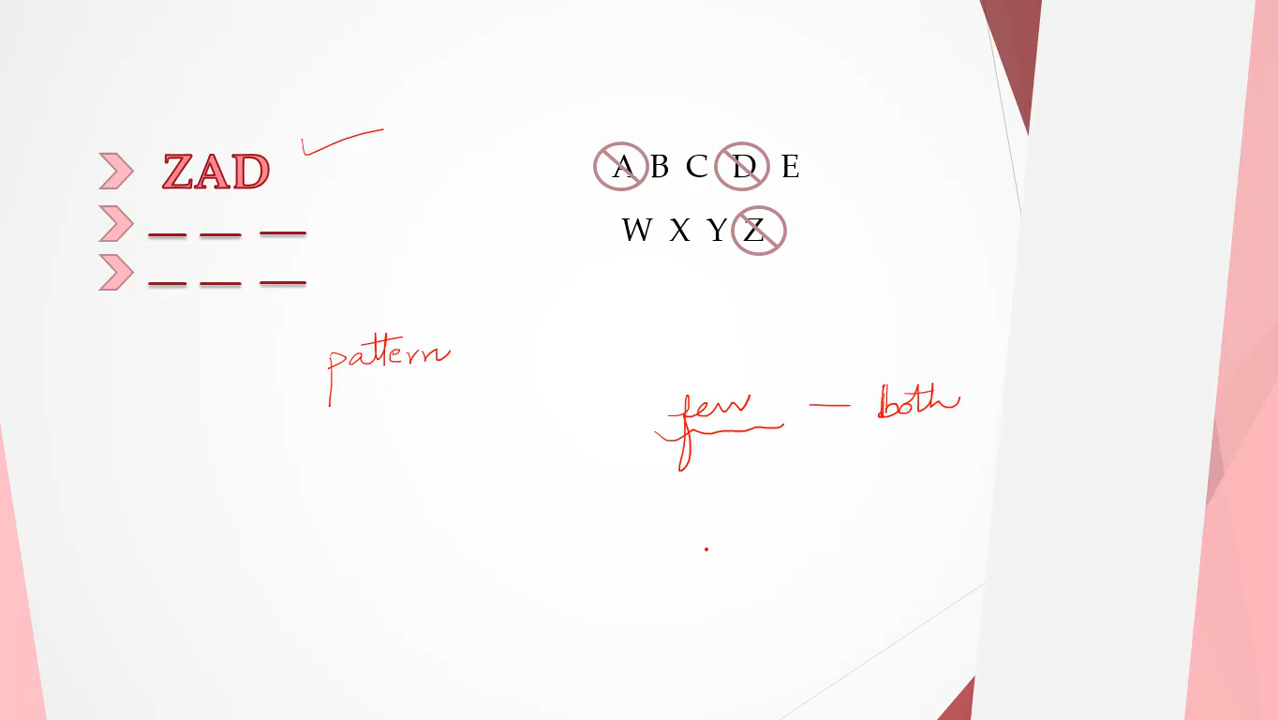 ZAD
A B C D E
_ _ _
W X Y Z
_ _ _
pattern
few — both